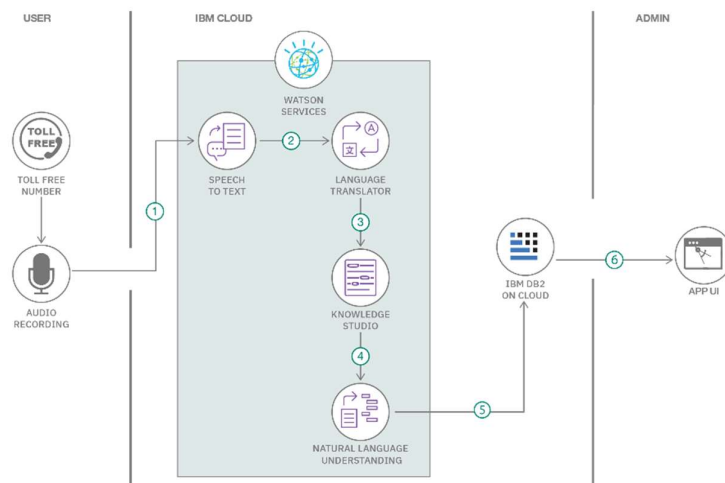 USER
IBM CLOUD
ADMIN
WATSON
SERVICES
TOLL
FREE
TOLL FREE
NUMBER
AUDIO
RECORDING
1
SPEECH
TO TEXT
2
A
文
LANGUAGE
TRANSLATOR
3
KNOWLEDGE
STUDIO
4
NATURAL LANGUAGE
UNDERSTANDING
5
IBM DB2
ON CLOUD
6
APP UI